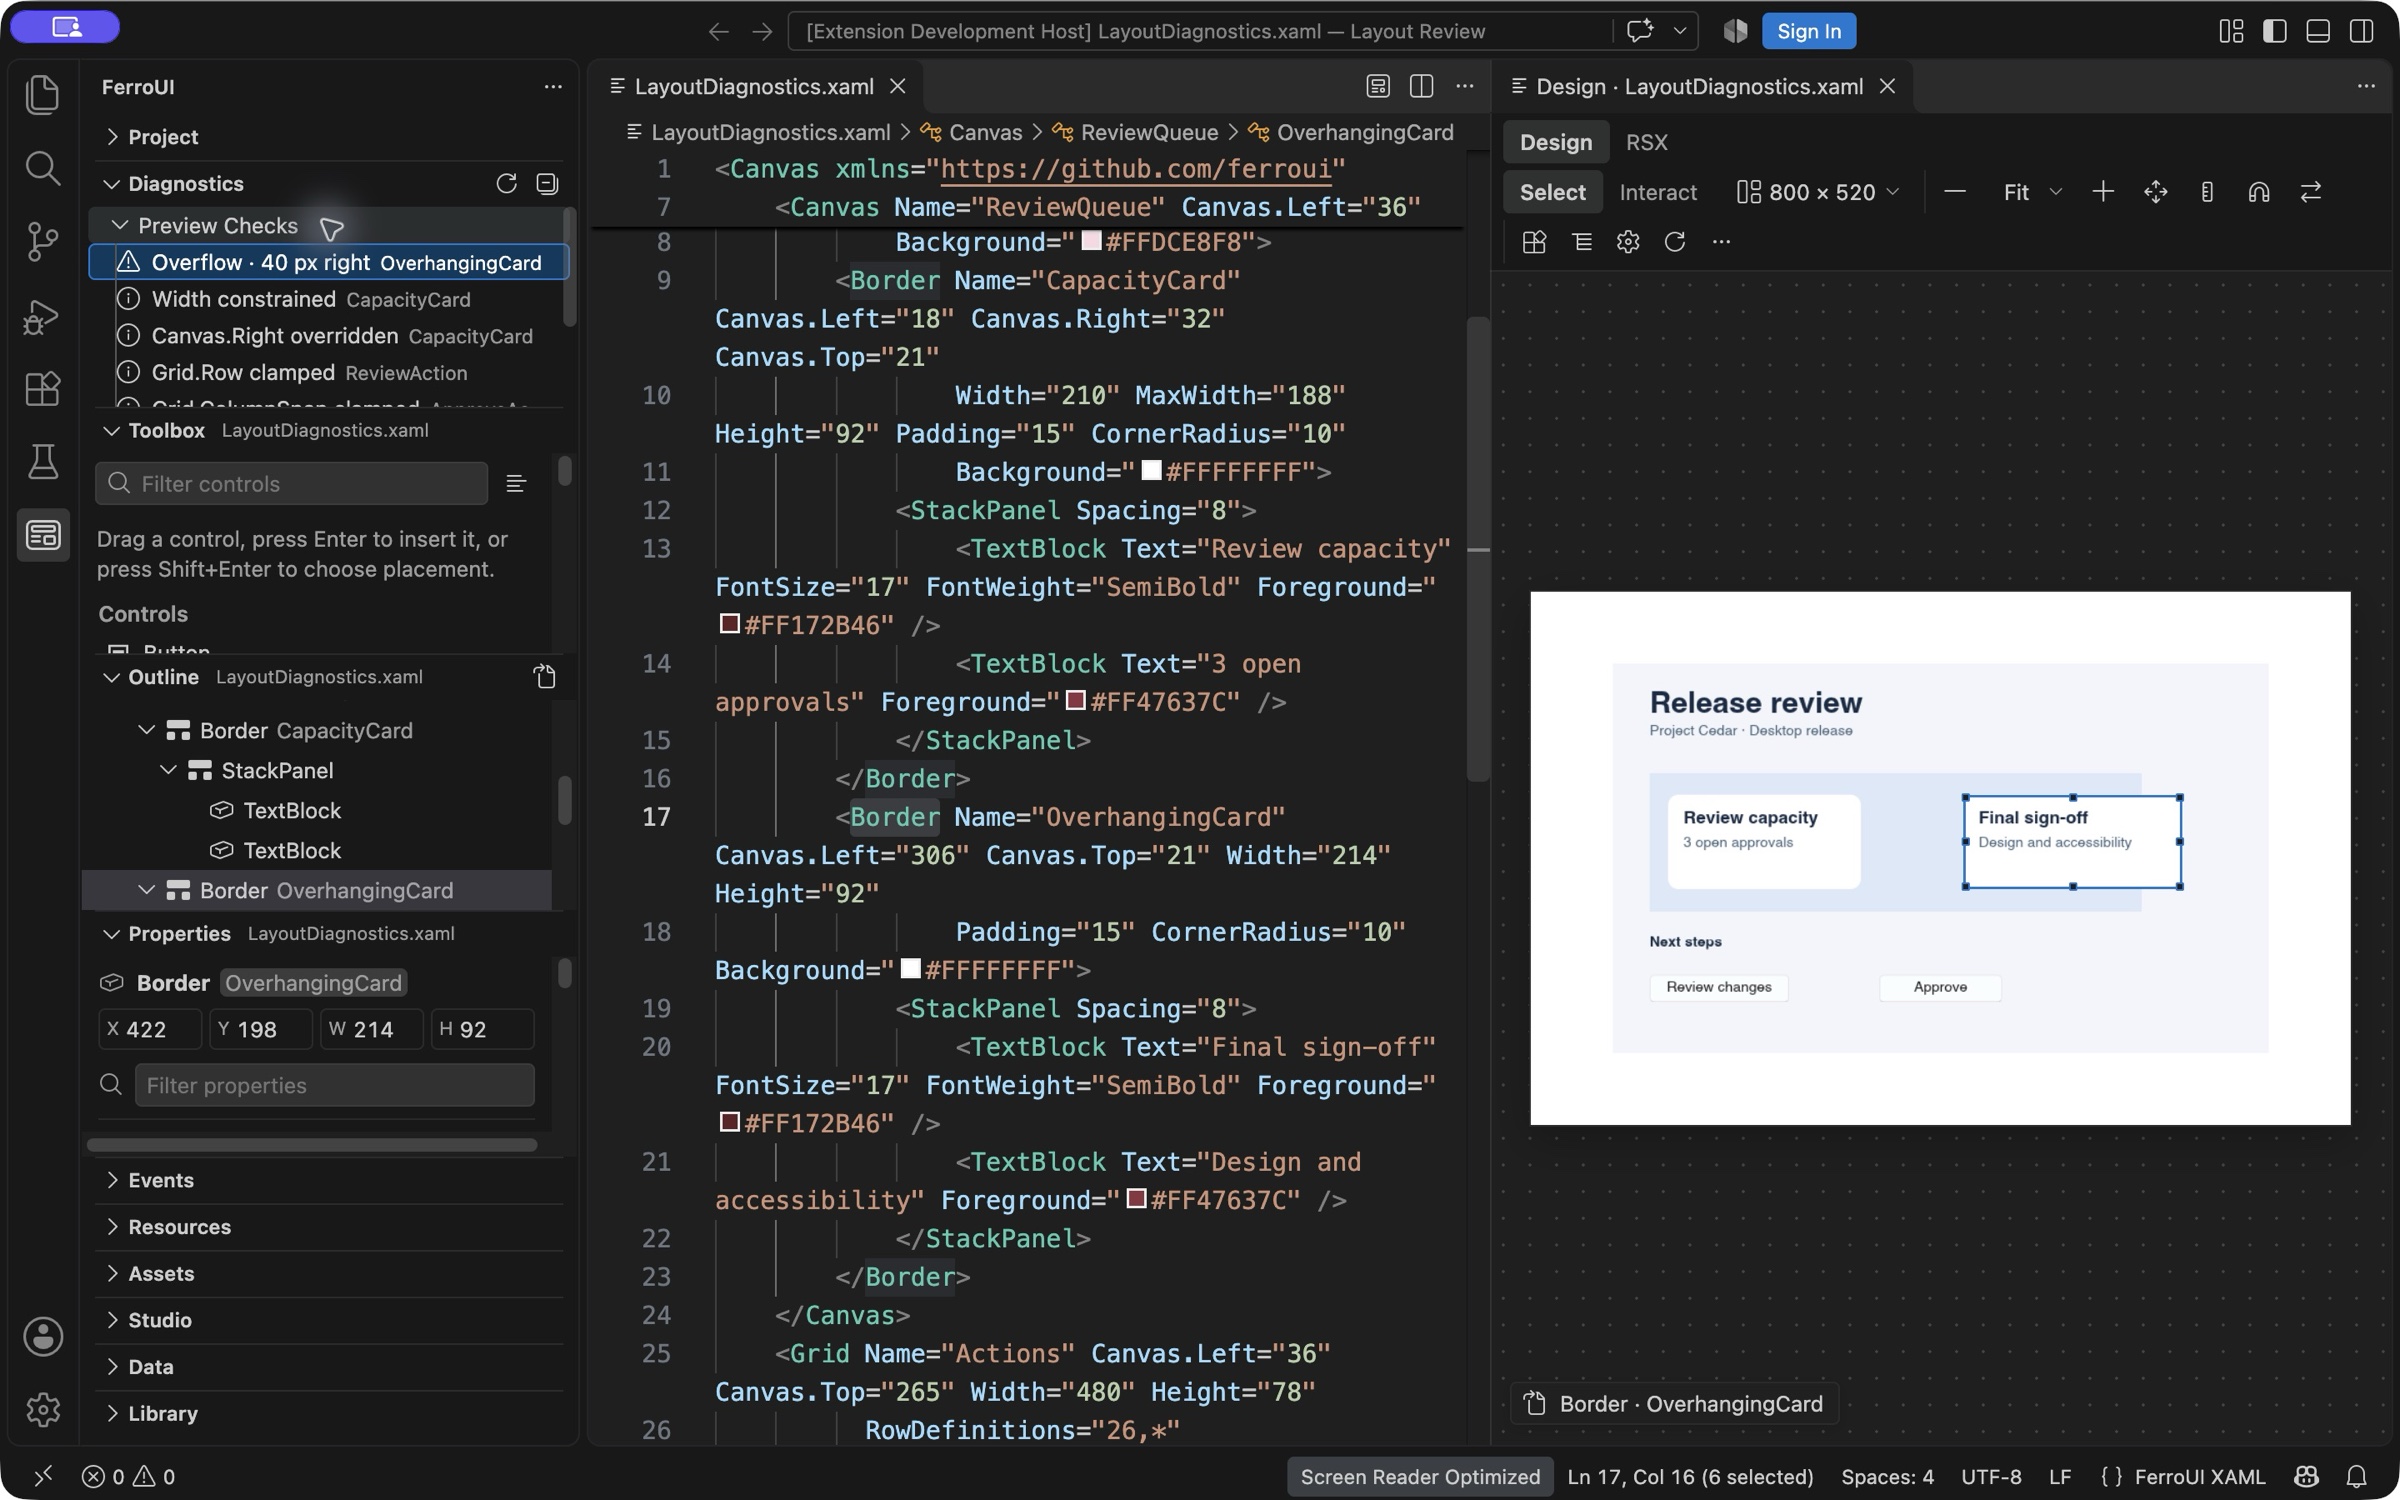 [Extension Development Host] LayoutDiagnostics.xaml — Layout Review
Sign In
FerroUI
Project
Diagnostics
Preview Checks
Overflow · 40 px right OverhangingCard
Width constrained CapacityCard
Canvas.Right overridden CapacityCard
Grid.Row clamped ReviewAction
Grid.ColumnSpan clamped
Toolbox LayoutDiagnostics.xaml
Filter controls
Drag a control, press Enter to insert it, or
press Shift+Enter to choose placement.
Controls
Button
Outline LayoutDiagnostics.xaml
Border CapacityCard
StackPanel
TextBlock
TextBlock
Border OverhangingCard
Properties LayoutDiagnostics.xaml
Border OverhangingCard
X 422 Y 198 W 214 H 92
Filter properties
Events
Resources
Assets
Studio
Data
Library
LayoutDiagnostics.xaml
LayoutDiagnostics.xaml > Canvas > ReviewQueue > OverhangingCard
1 <Canvas xmlns="https://github.com/ferroui"
7 <Canvas Name="ReviewQueue" Canvas.Left="36"
8 Background="#FFDCE8F8">
9 <Border Name="CapacityCard"
Canvas.Left="18" Canvas.Right="32"
Canvas.Top="21"
10 Width="210" MaxWidth="188"
Height="92" Padding="15" CornerRadius="10"
11 Background="#FFFFFFFF">
12 <StackPanel Spacing="8">
13 <TextBlock Text="Review capacity"
FontSize="17" FontWeight="SemiBold" Foreground="
#FF172B46" />
14 <TextBlock Text="3 open
approvals" Foreground="#FF47637C" />
15 </StackPanel>
16 </Border>
17 <Border Name="OverhangingCard"
Canvas.Left="306" Canvas.Top="21" Width="214"
Height="92"
18 Padding="15" CornerRadius="10"
Background="#FFFFFFFF">
19 <StackPanel Spacing="8">
20 <TextBlock Text="Final sign-off"
FontSize="17" FontWeight="SemiBold" Foreground="
#FF172B46" />
21 <TextBlock Text="Design and
accessibility" Foreground="#FF47637C" />
22 </StackPanel>
23 </Border>
24 </Canvas>
25 <Grid Name="Actions" Canvas.Left="36"
Canvas.Top="265" Width="480" Height="78"
26 RowDefinitions="26,*"
Design · LayoutDiagnostics.xaml
Design RSX
Select Interact 800 × 520 Fit
Release review
Project Cedar · Desktop release
Review capacity
3 open approvals
Final sign-off
Design and accessibility
Next steps
Review changes
Approve
Border · OverhangingCard
0 0
Screen Reader Optimized
Ln 17, Col 16 (6 selected)
Spaces: 4
UTF-8
LF
{ } FerroUI XAML